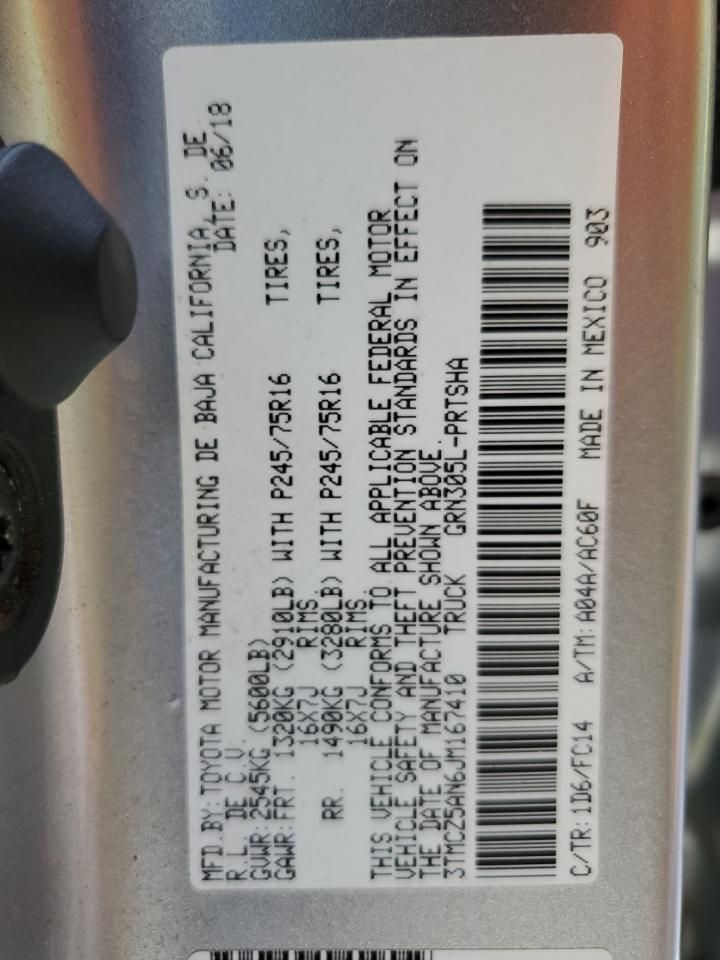 MFD BY: TOYOTA MOTOR MANUFACTURING DE BAJA CALIFORNIA, S. DE
R.L. DE C.V. DATE: 06/18
GVWR: 2545KG (5600LB)
GAWR: FRT. 1320KG (2910LB) WITH P245/75R16 TIRES,
16X7J RIMS.
RR. 1490KG (3280LB) WITH P245/75R16 TIRES,
16X7J RIMS
THIS VEHICLE CONFORMS TO ALL APPLICABLE FEDERAL MOTOR
VEHICLE SAFETY AND THEFT PREVENTION STANDARDS IN EFFECT ON
THE DATE OF MANUFACTURE SHOWN ABOVE.
3TMCZ5AN6JM167410 TRUCK GRN305L-PRTSHA
C/TR: 1D6/FC14 A/TM: A04A/AC60F MADE IN MEXICO 903